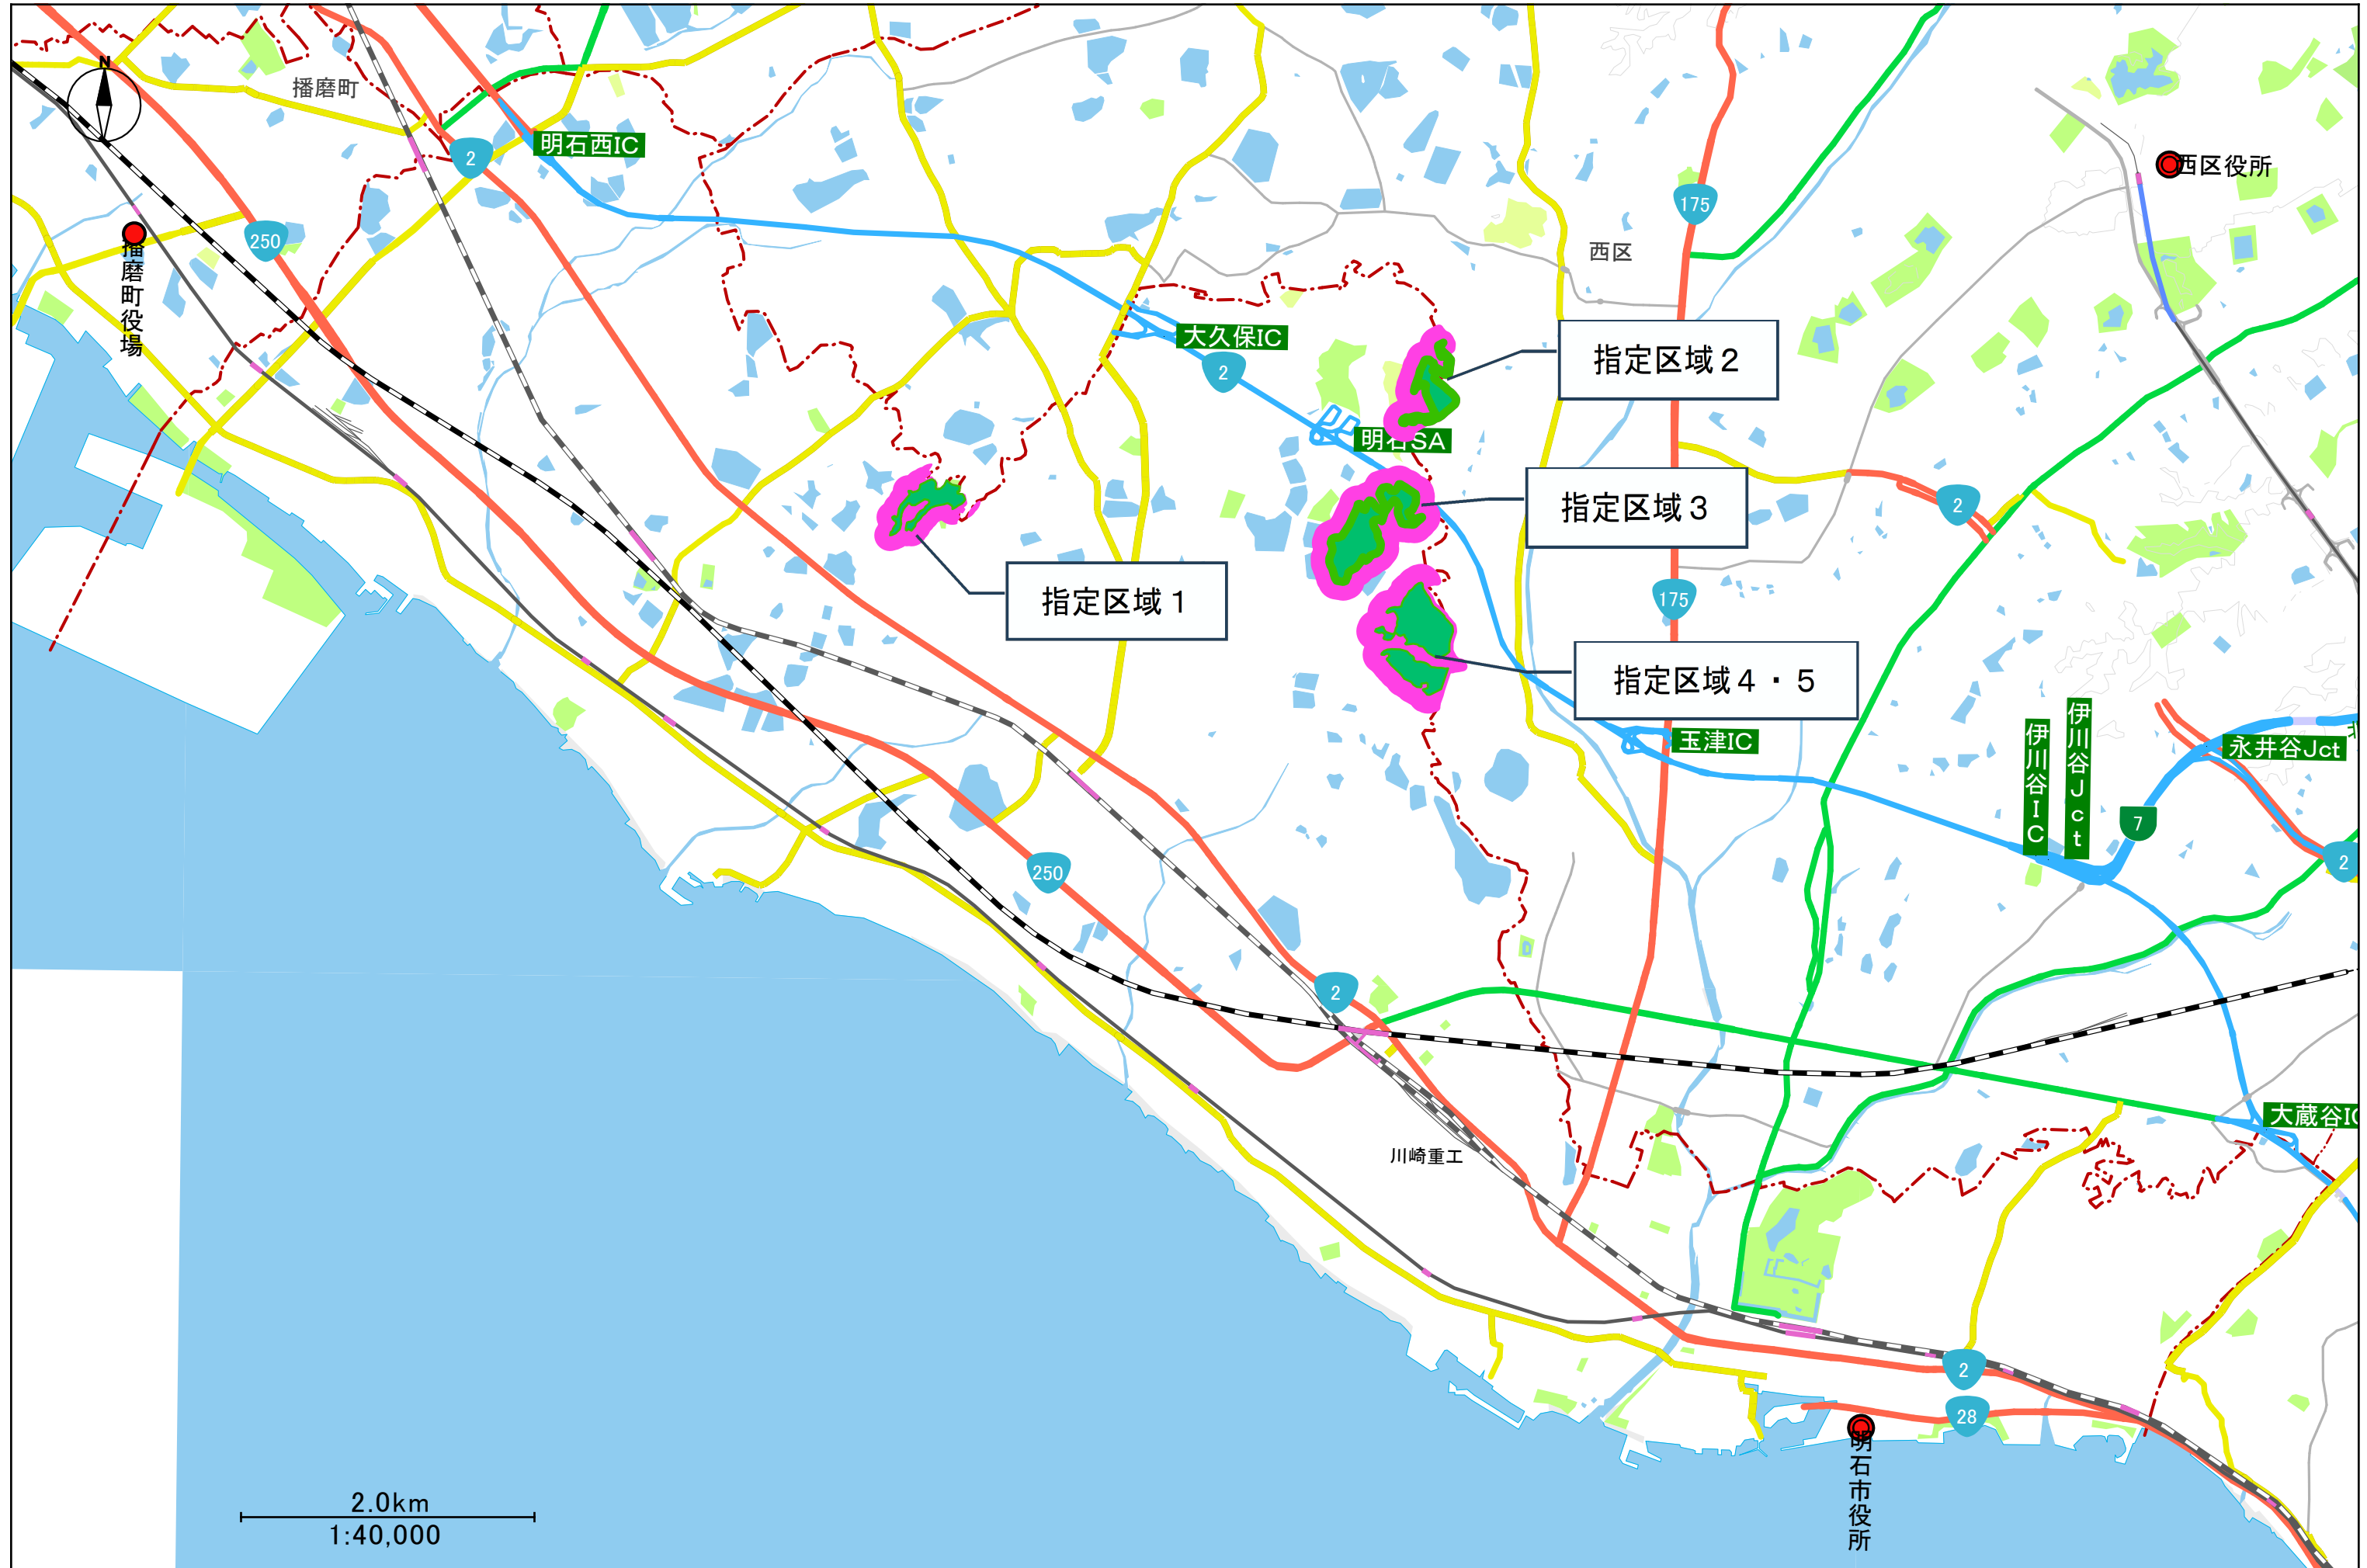 N
播磨町
明石西IC
2
175
西区役所
250
播磨町役場
西区
大久保IC
2
指定区域２
明石SA
指定区域３
2
指定区域１
175
指定区域４・５
玉津IC
伊川谷IC
伊川谷Jct
永井谷Jct
7
2
250
2
大蔵谷IC
川崎重工
2
28
明石市役所
2.0km
1:40,000